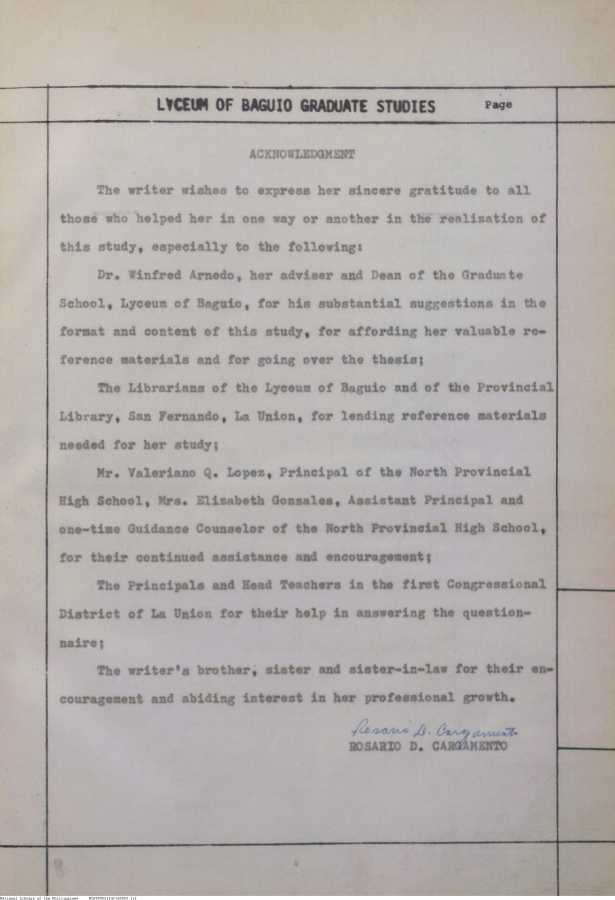 LYCEUM OF BAGUIO GRADUATE STUDIES Page
ACKNOWLEDGMENT
The writer wishes to express her sincere gratitude to all
those who helped her in one way or another in the realization of
this study, especially to the following:
Dr. Winfred Arnedo, her adviser and Dean of the Graduate
School, Lyceum of Baguio, for his substantial suggestions in the
format and content of this study, for affording her valuable re-
ference materials and for going over the thesis;
The Librarians of the Lyceum of Baguio and of the Provincial
Library, San Fernando, La Union, for lending reference materials
needed for her study;
Mr. Valeriano Q. Lopez, Principal of the North Provincial
High School, Mrs. Elizabeth Gonzales, Assistant Principal and
one-time Guidance Counselor of the North Provincial High School,
for their continued assistance and encouragement;
The Principals and Head Teachers in the first Congressional
District of La Union for their help in answering the question-
naire;
The writer's brother, sister and sister-in-law for their en-
couragement and abiding interest in her professional growth.
Rosario D. Cargamento
ROSARIO D. CARGAMENTO
National Library of the Philippines